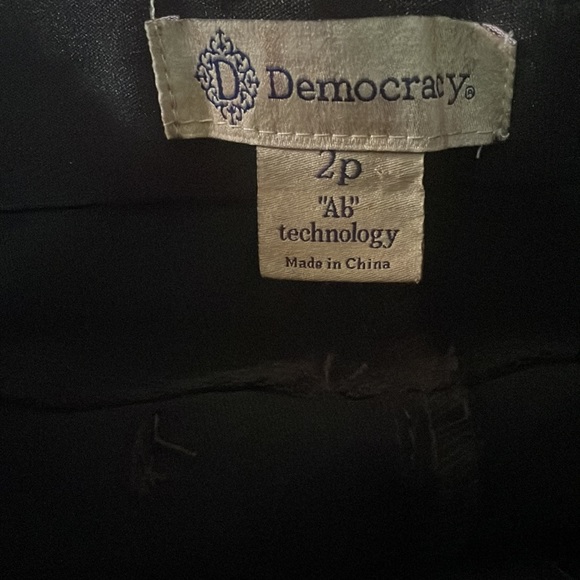 D Democracy®
2p
"Ab"
technology
Made in China